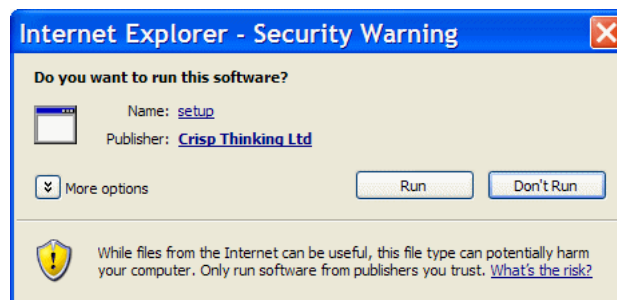 Internet Explorer - Security Warning
Do you want to run this software?
Name: setup
Publisher: Crisp Thinking Ltd
More options
Run
Don't Run
While files from the Internet can be useful, this file type can potentially harm
your computer. Only run software from publishers you trust. What's the risk?